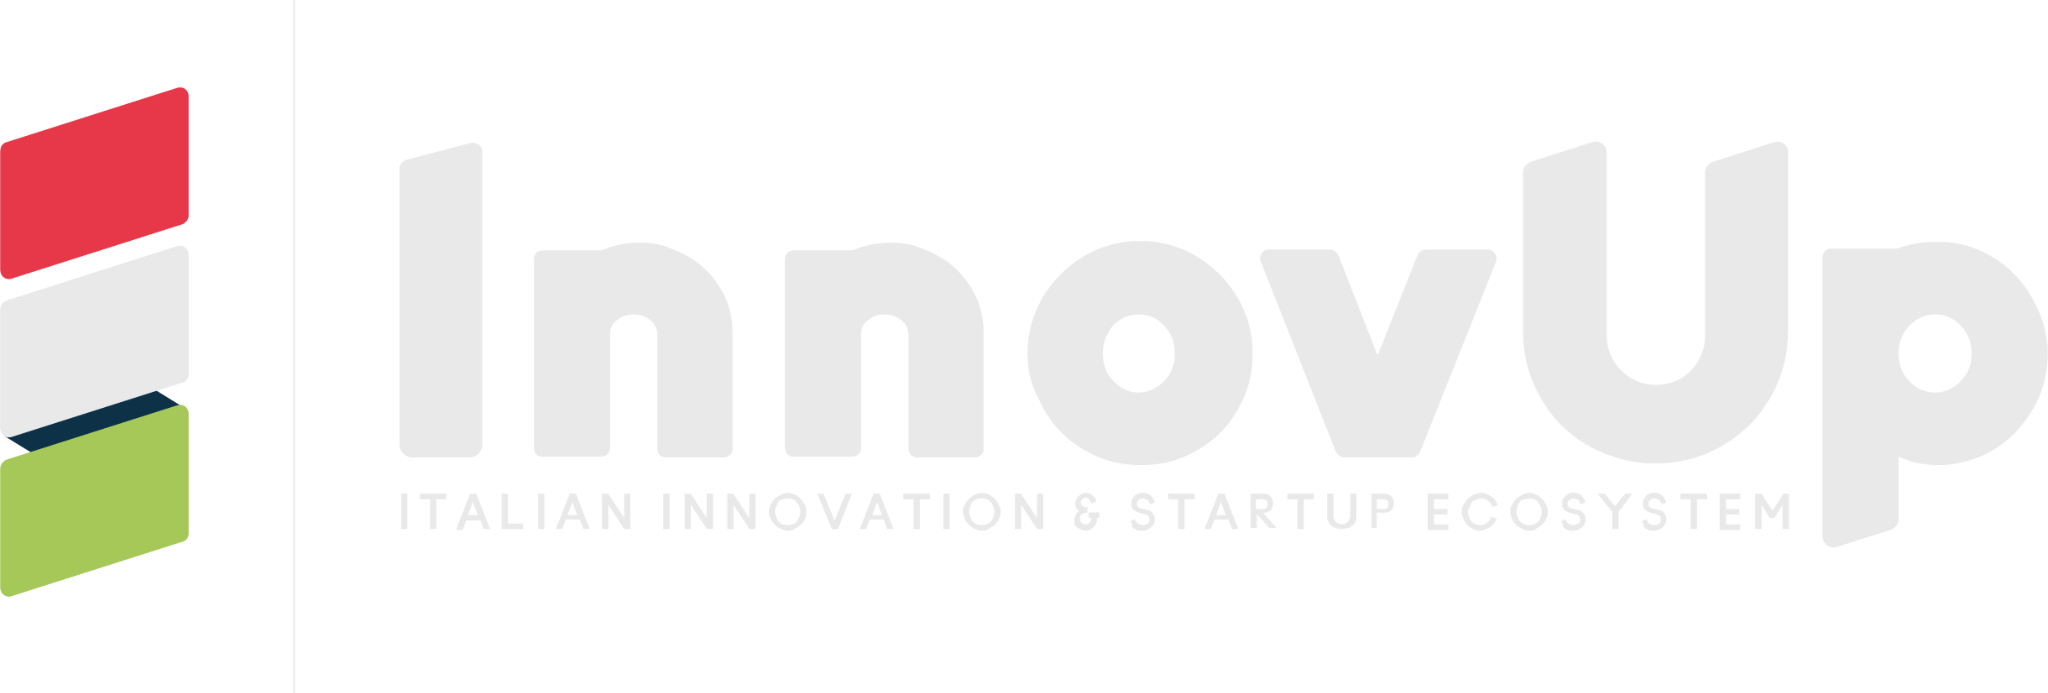 InnovUp
ITALIAN INNOVATION & STARTUP ECOSYSTEM